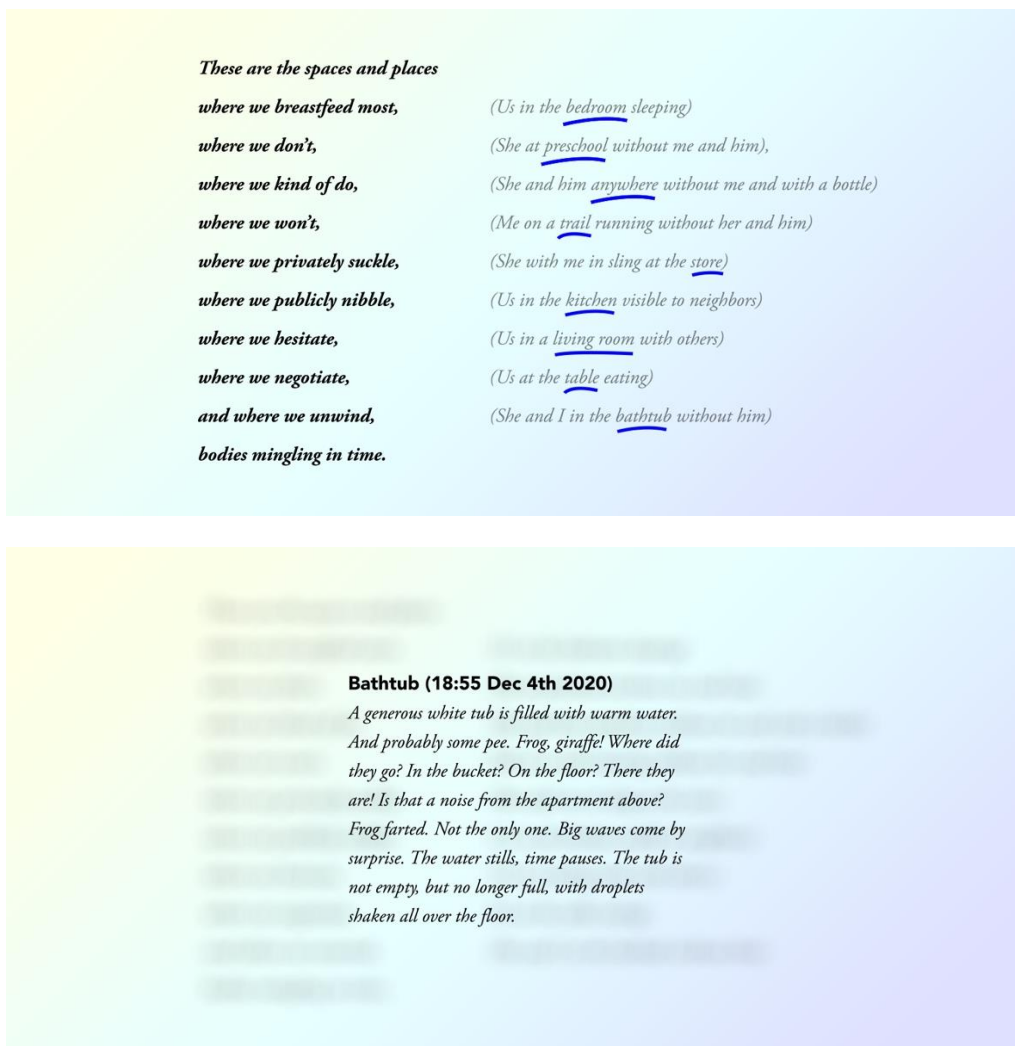 These are the spaces and places
where we breastfeed most, (Us in the bedroom sleeping)
where we don't, (She at preschool without me and him),
where we kind of do, (She and him anywhere without me and with a bottle)
where we won't, (Me on a trail running without her and him)
where we privately suckle, (She with me in sling at the store)
where we publicly nibble, (Us in the kitchen visible to neighbors)
where we hesitate, (Us in a living room with others)
where we negotiate, (Us at the table eating)
and where we unwind, (She and I in the bathtub without him)
bodies mingling in time.
Bathtub (18:55 Dec 4th 2020)
A generous white tub is filled with warm water.
And probably some pee. Frog, giraffe! Where did
they go? In the bucket? On the floor? There they
are! Is that a noise from the apartment above?
Frog farted. Not the only one. Big waves come by
surprise. The water stills, time pauses. The tub is
not empty, but no longer full, with droplets
shaken all over the floor.